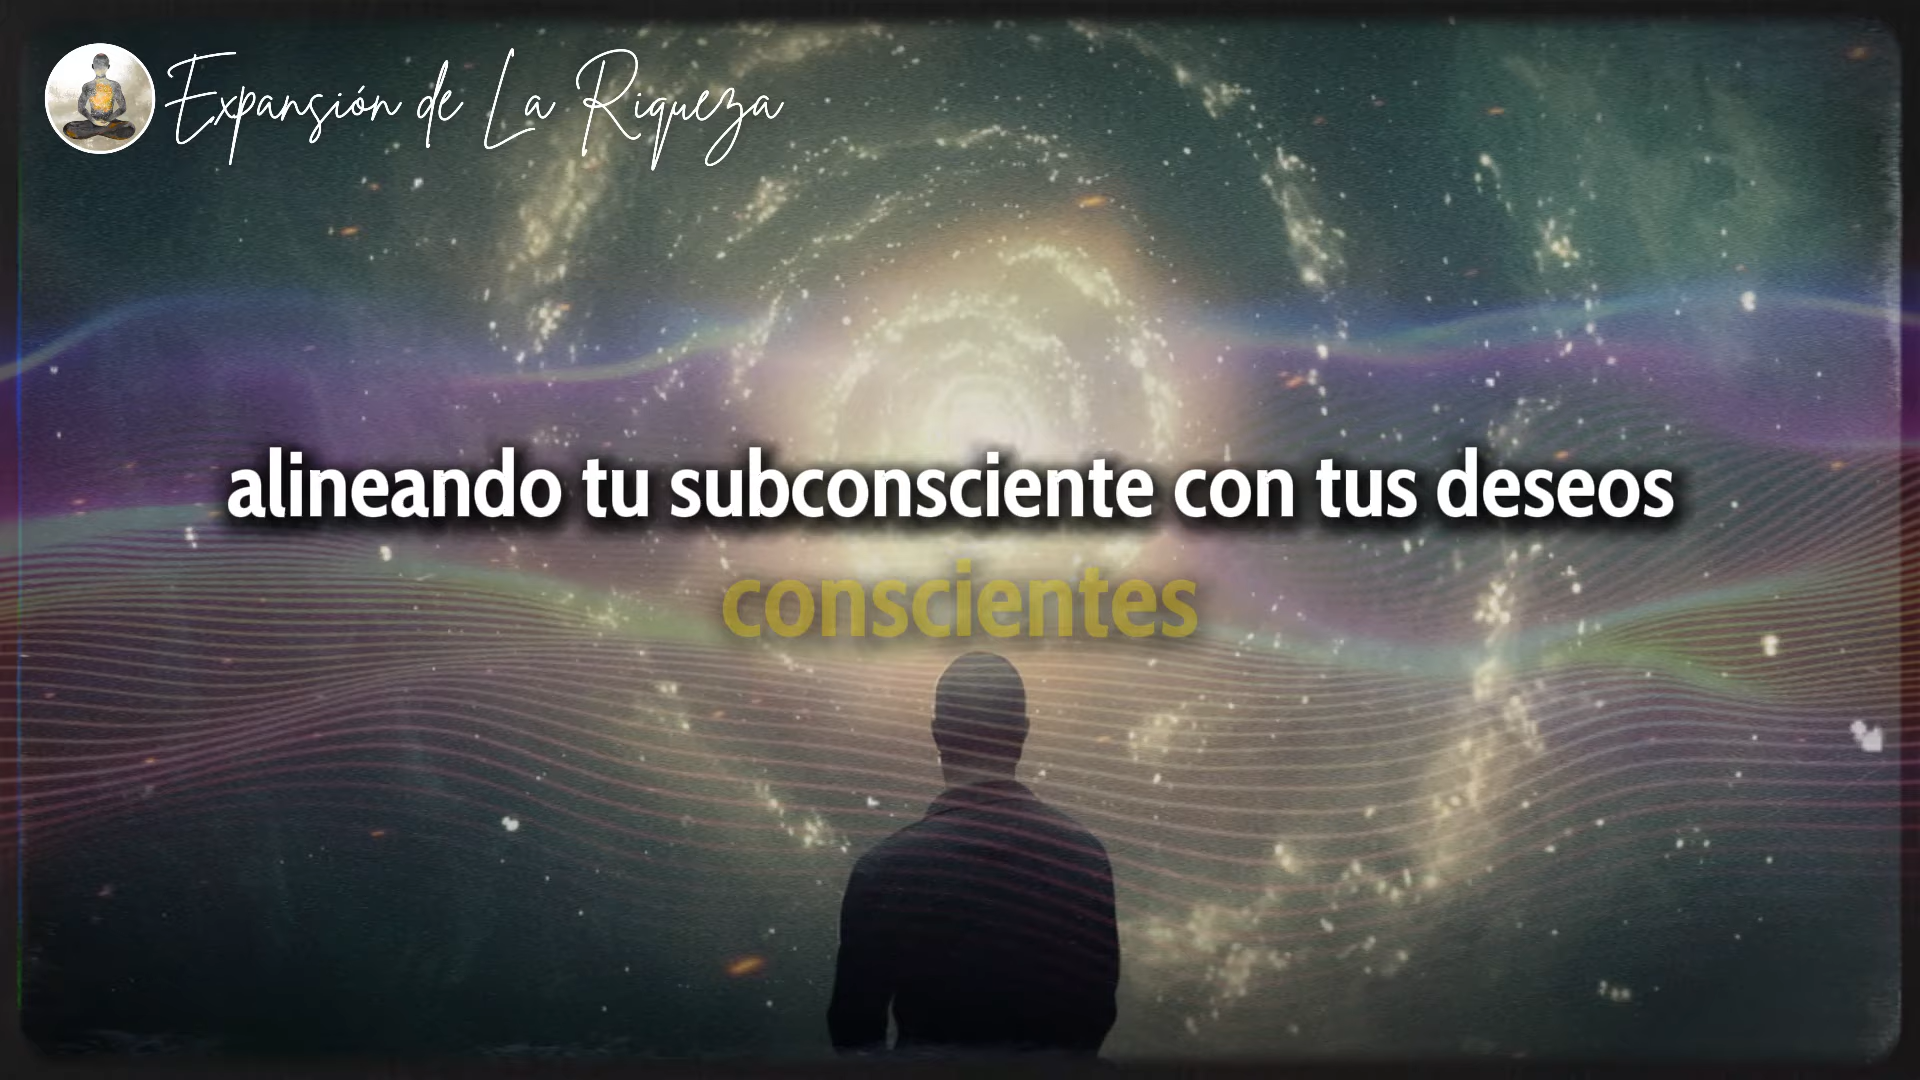 Expansión de La Riqueza
alineando tu subconsciente con tus deseos
conscientes